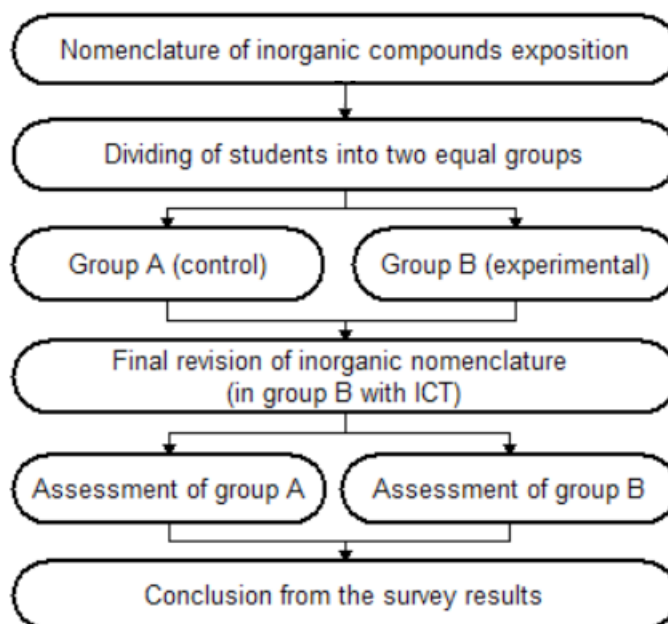 Nomenclature of inorganic compounds exposition
Dividing of students into two equal groups
Group A (control)
Group B (experimental)
Final revision of inorganic nomenclature
(in group B with ICT)
Assessment of group A
Assessment of group B
Conclusion from the survey results